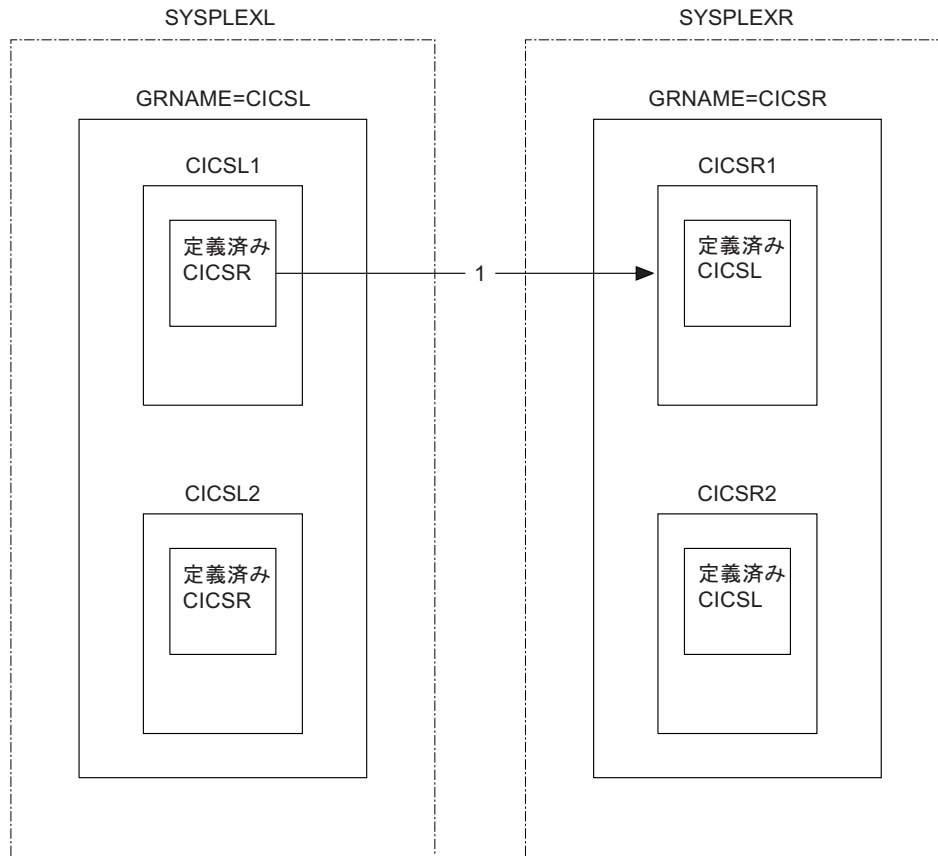 SYSPLEXL
SYSPLEXR
GRNAME=CICSL
GRNAME=CICSR
CICSL1
CICSR1
定義済み
CICSR
1
定義済み
CICSL
CICSL2
CICSR2
定義済み
CICSR
定義済み
CICSL